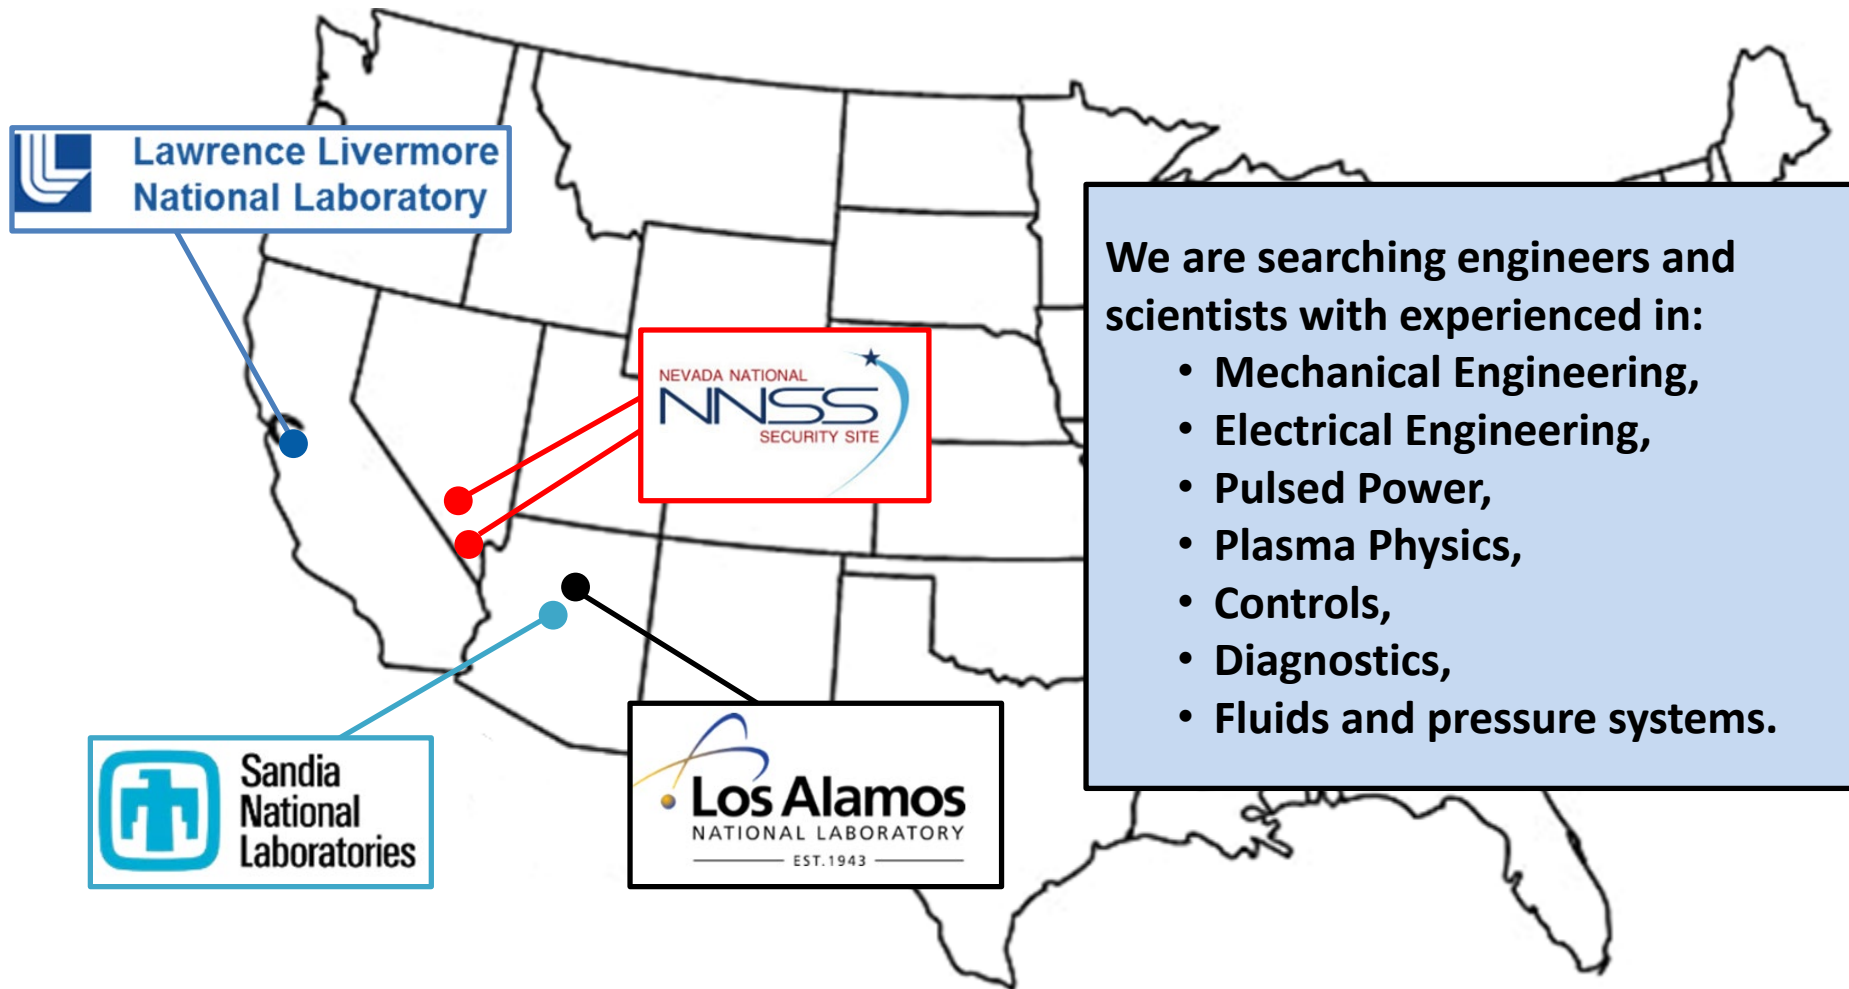 Lawrence Livermore
National Laboratory
NEVADA NATIONAL
NNSS
SECURITY SITE
Sandia
National
Laboratories
Los Alamos
NATIONAL LABORATORY
EST.1943
We are searching engineers and
scientists with experienced in:
• Mechanical Engineering,
• Electrical Engineering,
• Pulsed Power,
• Plasma Physics,
• Controls,
• Diagnostics,
• Fluids and pressure systems.